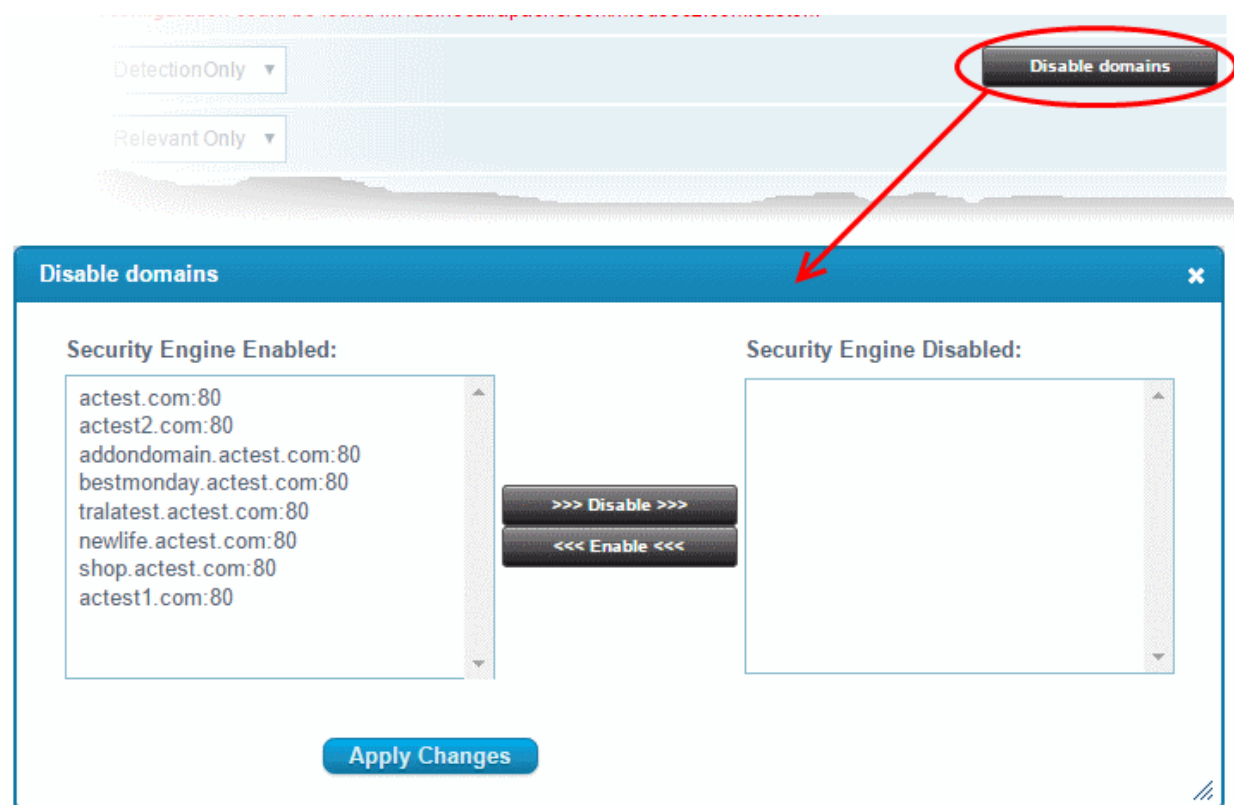 DetectionOnly
Disable domains
Relevant Only
Disable domains
Security Engine Enabled:
Security Engine Disabled:
actest.com:80
actest2.com:80
addondomain.actest.com:80
bestmonday.actest.com:80
tralatest.actest.com:80
newlife.actest.com:80
shop.actest.com:80
actest1.com:80
>>> Disable >>>
<<< Enable <<<
Apply Changes